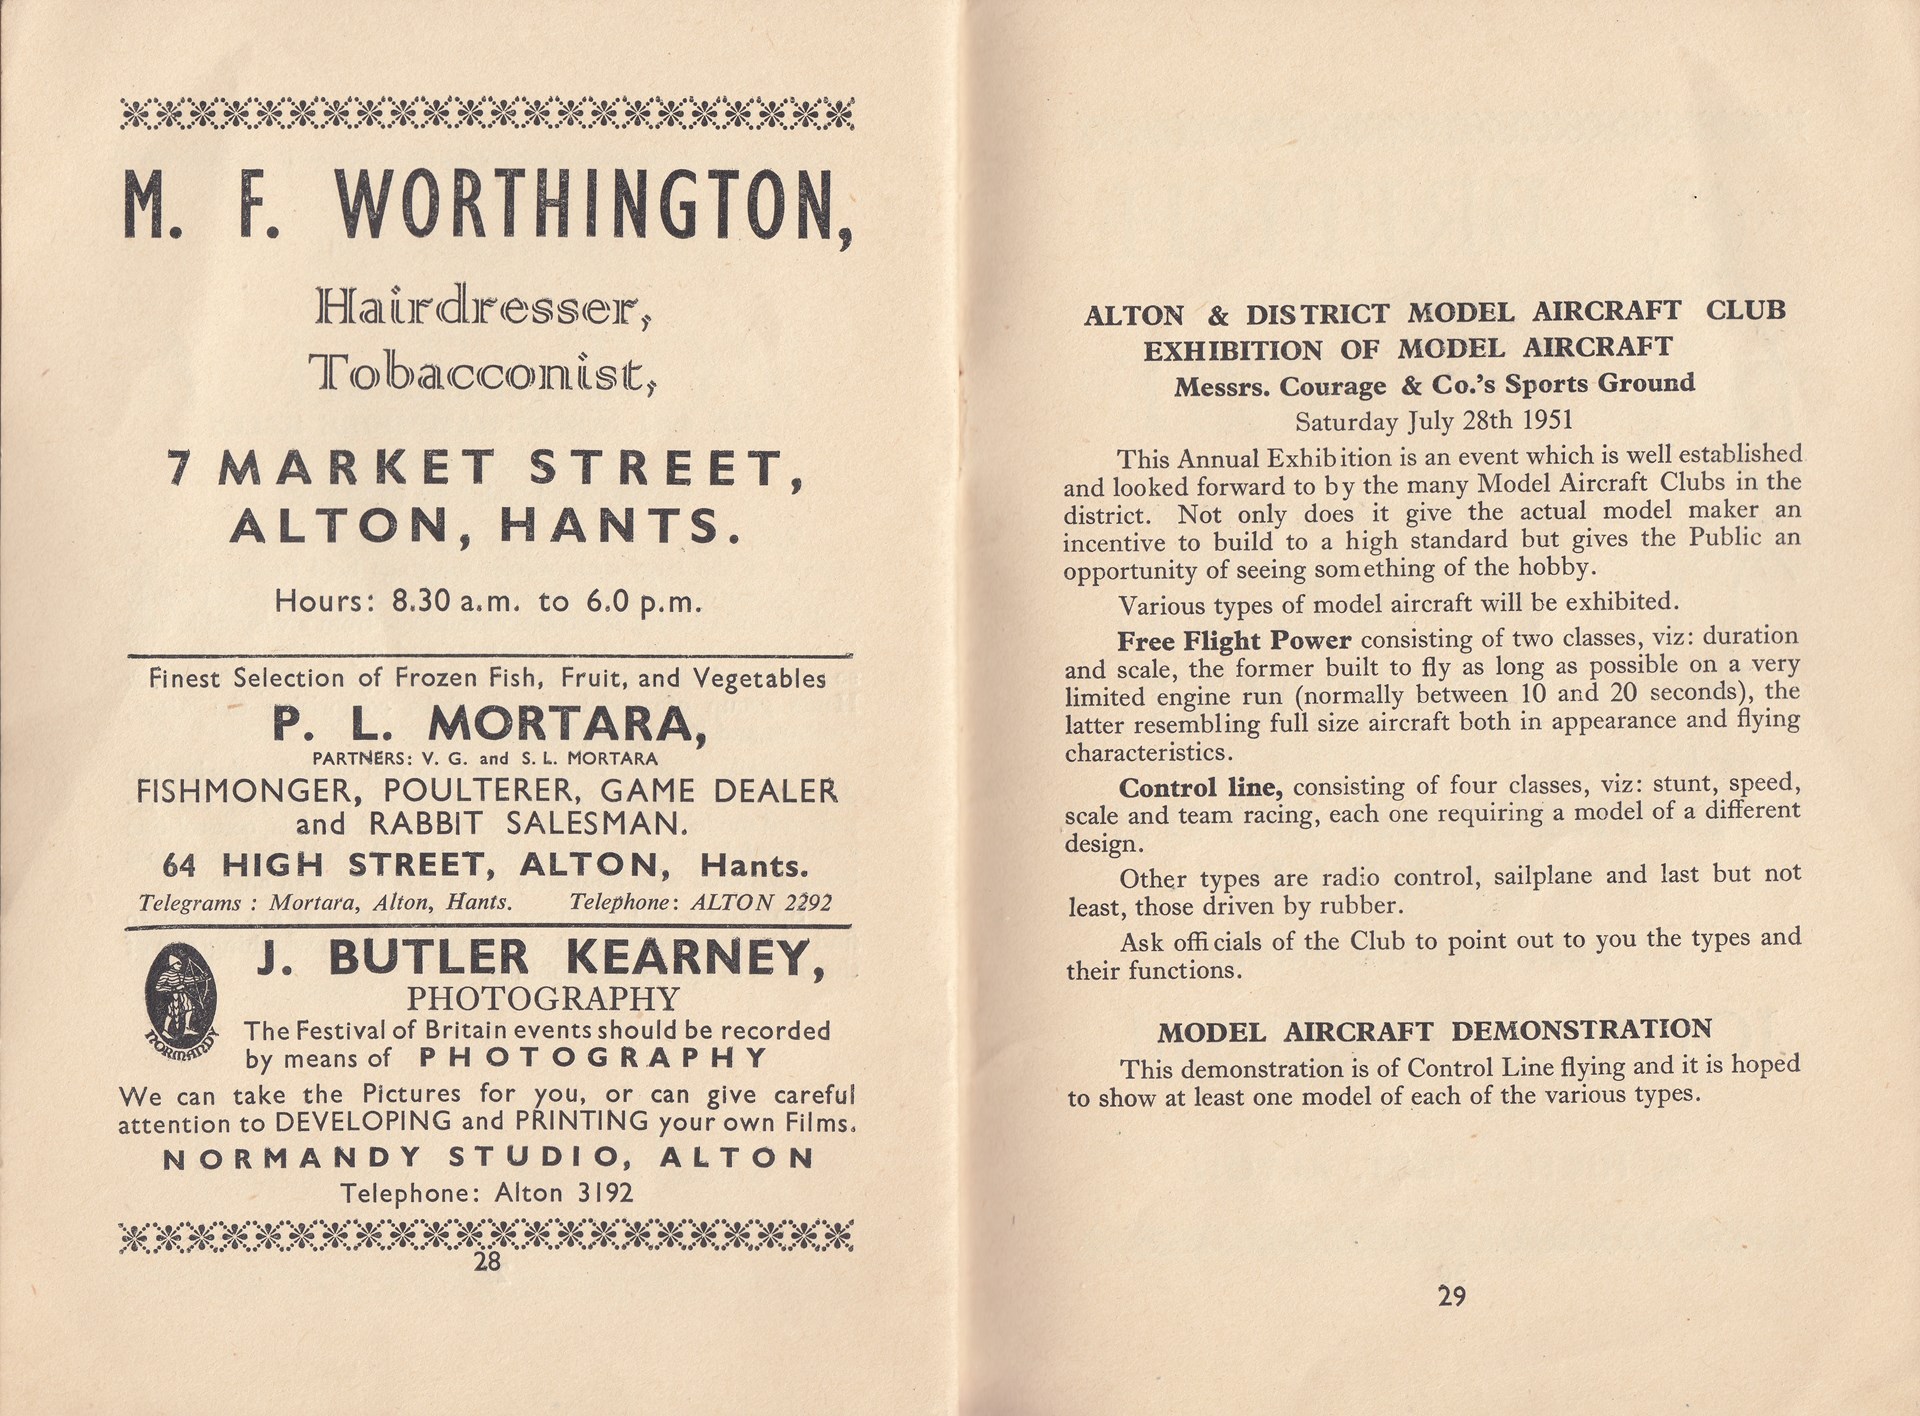 M. F. WORTHINGTON,
Hairdresser,
Tobacconist,
7 MARKET STREET,
ALTON, HANTS.
Hours: 8.30 a.m. to 6.0 p.m.
Finest Selection of Frozen Fish, Fruit, and Vegetables
P. L. MORTARA,
PARTNERS: V. G. and S. L. MORTARA
FISHMONGER, POULTERER, GAME DEALER
and RABBIT SALESMAN.
64 HIGH STREET, ALTON, Hants.
Telegrams : Mortara, Alton, Hants. Telephone: ALTON 2292
J. BUTLER KEARNEY,
PHOTOGRAPHY
The Festival of Britain events should be recorded
by means of PHOTOGRAPHY
NORMANDY
We can take the Pictures for you, or can give careful
attention to DEVELOPING and PRINTING your own Films.
NORMANDY STUDIO, ALTON
Telephone: Alton 3192
28
ALTON & DISTRICT MODEL AIRCRAFT CLUB
EXHIBITION OF MODEL AIRCRAFT
Messrs. Courage & Co.'s Sports Ground
Saturday July 28th 1951
This Annual Exhibition is an event which is well established
and looked forward to by the many Model Aircraft Clubs in the
district. Not only does it give the actual model maker an
incentive to build to a high standard but gives the Public an
opportunity of seeing something of the hobby.
Various types of model aircraft will be exhibited.
Free Flight Power consisting of two classes, viz: duration
and scale, the former built to fly as long as possible on a very
limited engine run (normally between 10 and 20 seconds), the
latter resembling full size aircraft both in appearance and flying
characteristics.
Control line, consisting of four classes, viz: stunt, speed,
scale and team racing, each one requiring a model of a different
design.
Other types are radio control, sailplane and last but not
least, those driven by rubber.
Ask officials of the Club to point out to you the types and
their functions.
MODEL AIRCRAFT DEMONSTRATION
This demonstration is of Control Line flying and it is hoped
to show at least one model of each of the various types.
29